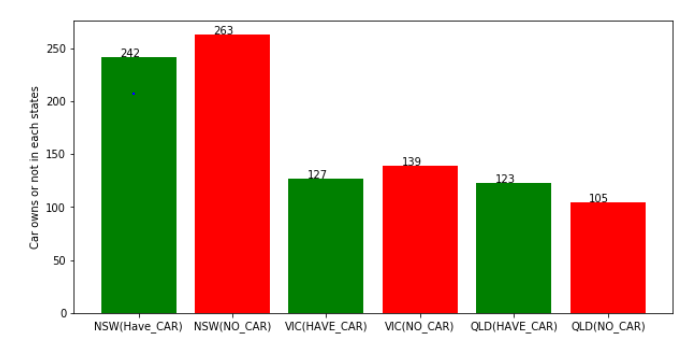 Car owns or not in each states
250
200
150
100
50
0
242
263
127
139
123
105
NSW(Have_CAR)
NSW(NO_CAR)
VIC(HAVE_CAR)
VIC(NO_CAR)
QLD(HAVE_CAR)
QLD(NO_CAR)